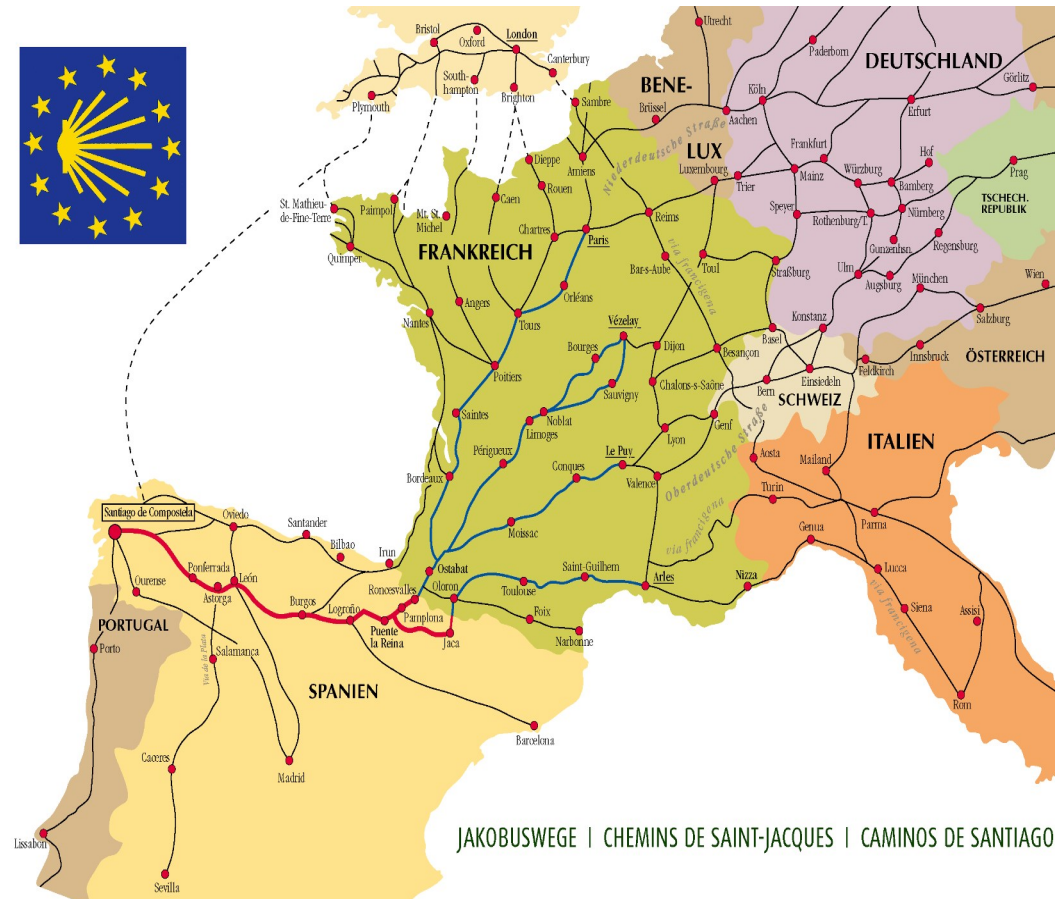 Utrecht
Bristol
Oxford
London
Paderborn
DEUTSCHLAND
Canterbury
South-
hampton
BENE-
Köln
Görlitz
Plymouth
Brighton
Sambre
Brüssel
Aachen
Erfurt
Niederdeutsche Straße
LUX
Frankfurt
Hof
Dieppe
Amiens
Luxembourg
Trier
Mainz
Würzburg
Bamberg
Prag
Rouen
TSCHECH.
REPUBLIK
St. Mathieu-
de-Fine-Terre
Paimpol
Mt. St.
Michel
Caen
Reims
Speyer
Rothenburg/T.
Nürnberg
Chartres
Paris
Gunzenhsn.
Regensburg
FRANKREICH
Quimper
Bar-s-Aube
via francigena
Toul
Straßburg
Ulm
Augsburg
München
Wien
Orléans
Angers
Nantes
Tours
Vézelay
Konstanz
Salzburg
Basel
Bourges
Dijon
Besançon
Innsbruck
ÖSTERREICH
Feldkirch
Poitiers
Sauvigny
Chalons-s-Saône
Bern
Einsiedeln
SCHWEIZ
Saintes
Noblat
Limoges
Genf
Lyon
ITALIEN
Oberdeutsche Straße
Périgueux
Le Puy
Conques
Aosta
Mailand
Bordeaux
Valence
Turin
Santiago de Compostela
Oviedo
Santander
Moissac
via francigena
Genua
Parma
Bilbao
Irun
Ponferrada
León
Ostabat
Saint-Guilhem
Lucca
Ourense
Astorga
Roncesvalles
Oloron
Toulouse
Arles
Nizza
Burgos
Logroño
Pamplona
Foix
via francigena
Siena
Assisi
PORTUGAL
Puente
la Reina
Jaca
Narbonne
Porto
Via de la Plata
Salamanca
SPANIEN
Rom
Barcelona
Caceres
Madrid
Lissabon
JAKOBUSWEGE | CHEMINS DE SAINT-JACQUES | CAMINOS DE SANTIAGO
Sevilla